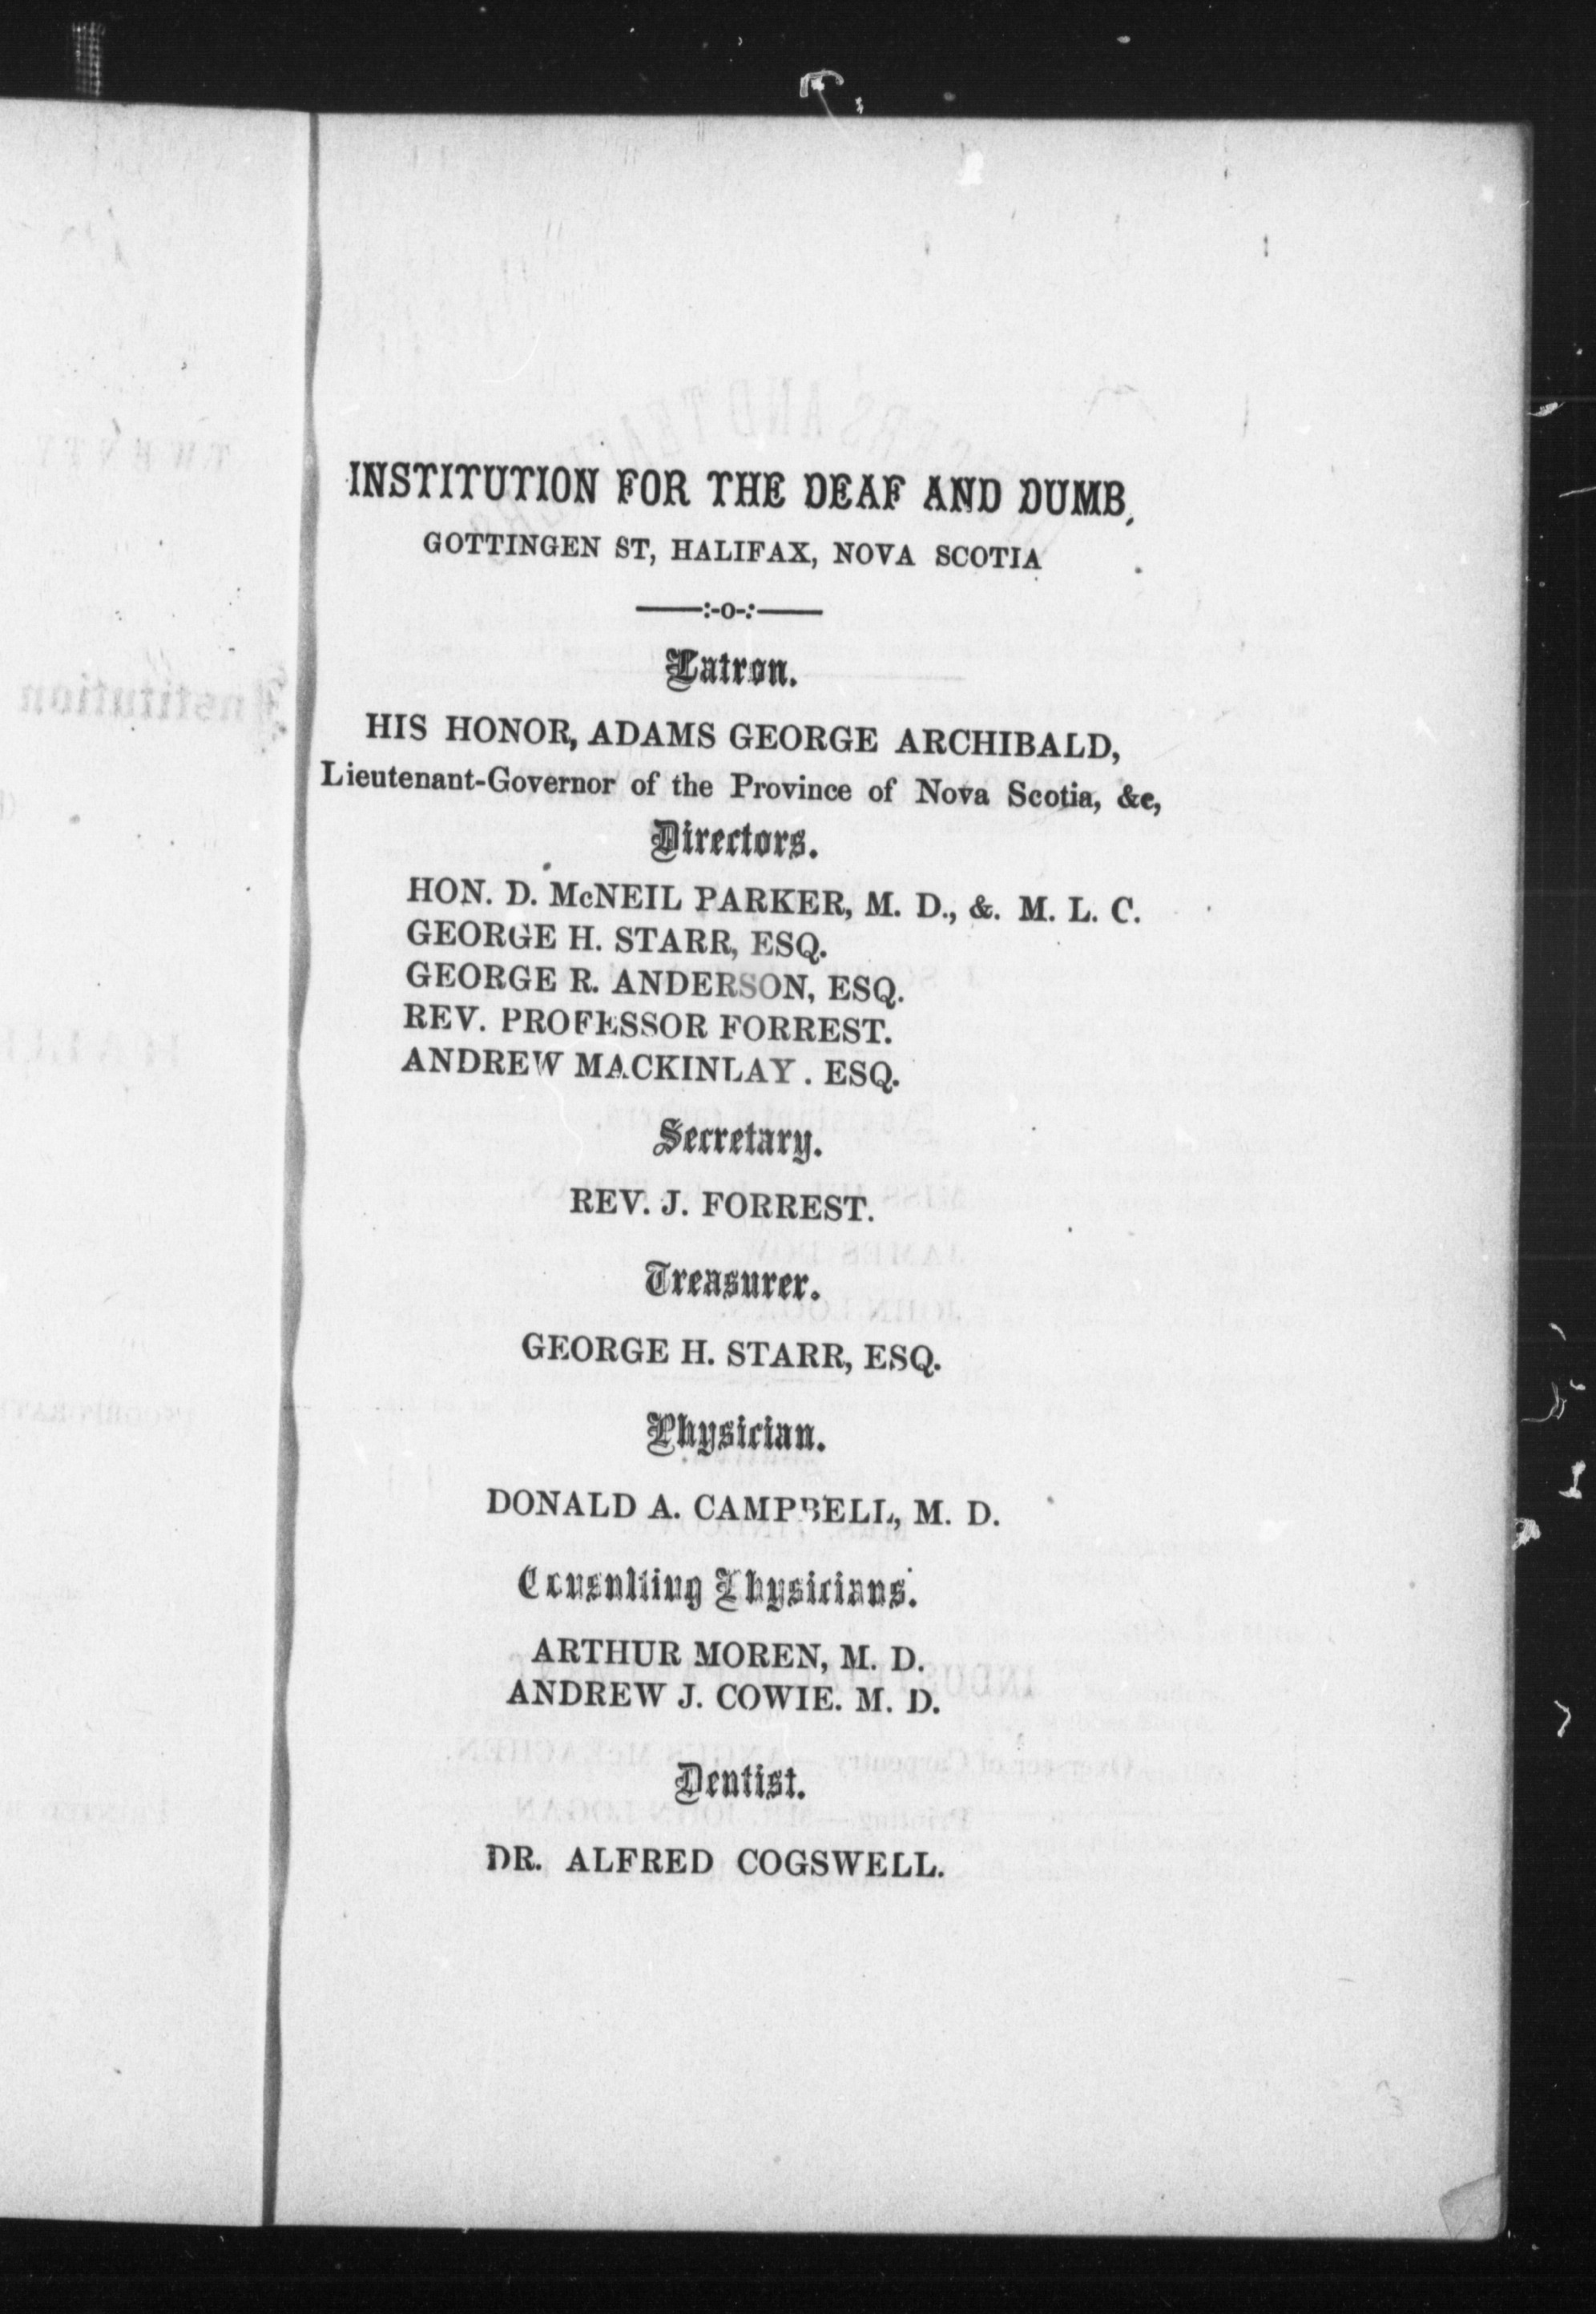 INSTITUTION FOR THE DEAF AND DUMB,
GOTTINGEN ST, HALIFAX, NOVA SCOTIA
——:-o-:——
Patron.
HIS HONOR, ADAMS GEORGE ARCHIBALD,
Lieutenant-Governor of the Province of Nova Scotia, &c,
Directors.
HON. D. McNEIL PARKER, M. D., &. M. L. C.
GEORGE H. STARR, ESQ.
GEORGE R. ANDERSON, ESQ.
REV. PROFESSOR FORREST.
ANDREW MACKINLAY. ESQ.
Secretary.
REV. J. FORREST.
Treasurer.
GEORGE H. STARR, ESQ.
Physician.
DONALD A. CAMPBELL, M. D.
Consulting Physicians.
ARTHUR MOREN, M. D.
ANDREW J. COWIE. M. D.
Dentist.
DR. ALFRED COGSWELL.